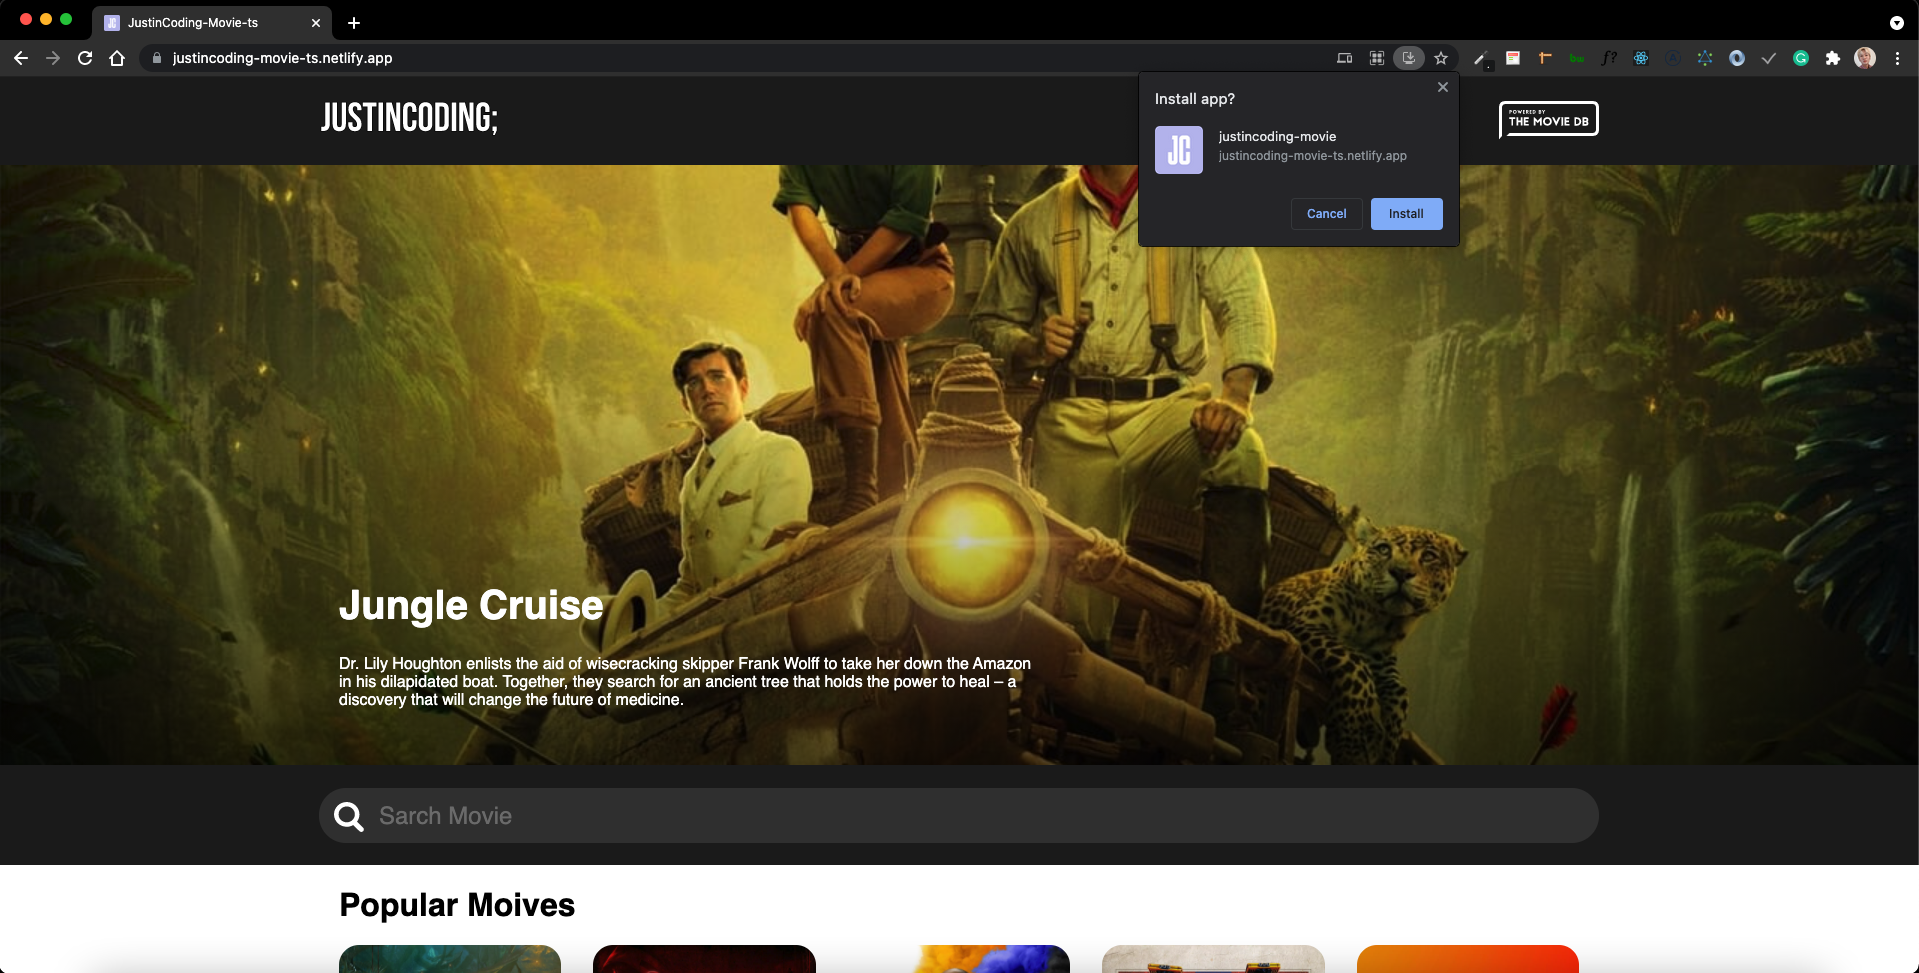 JustinCoding-Movie-ts
justincoding-movie-ts.netlify.app
JUSTINCODING;
POWERED BY
THE MOVIE DB
Install app?
JC
justincoding-movie
justincoding-movie-ts.netlify.app
Cancel
Install
Jungle Cruise
Dr. Lily Houghton enlists the aid of wisecracking skipper Frank Wolff to take her down the Amazon
in his dilapidated boat. Together, they search for an ancient tree that holds the power to heal – a
discovery that will change the future of medicine.
Sarch Movie
Popular Moives